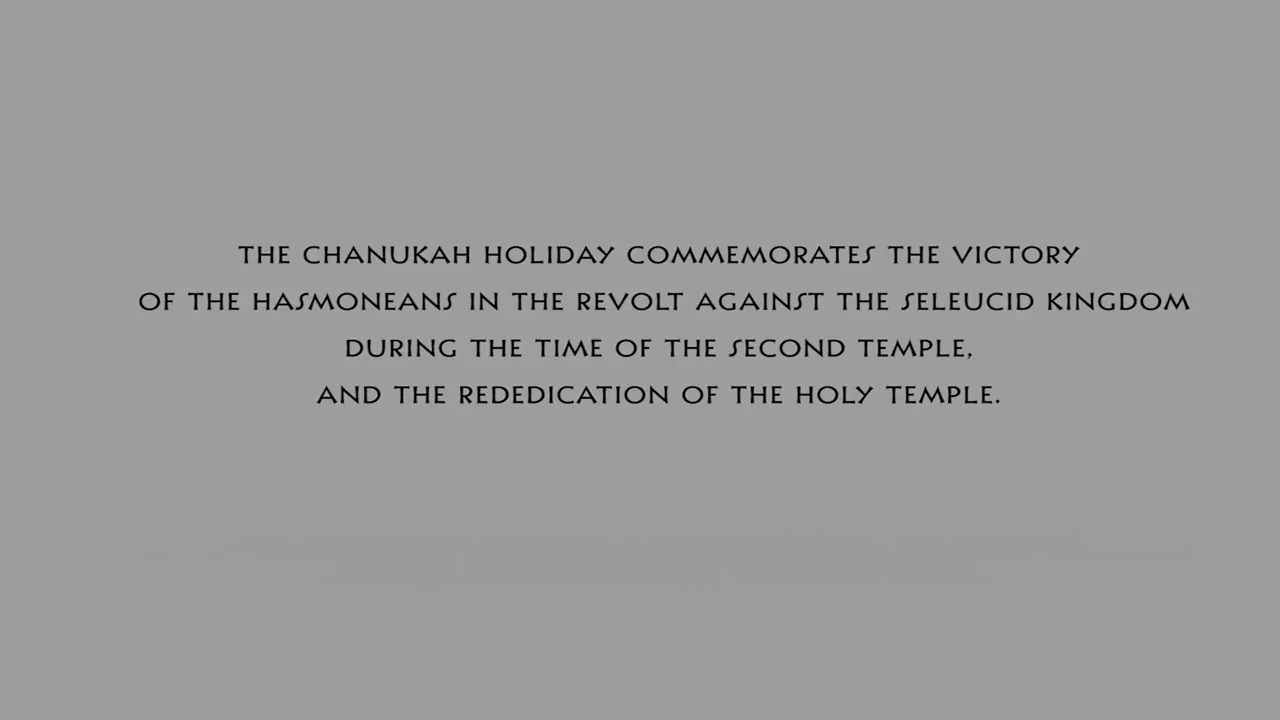 THE CHANUKAH HOLIDAY COMMEMORATES THE VICTORY
OF THE HASMONEANS IN THE REVOLT AGAINST THE SELEUCID KINGDOM
DURING THE TIME OF THE SECOND TEMPLE,
AND THE REDEDICATION OF THE HOLY TEMPLE.